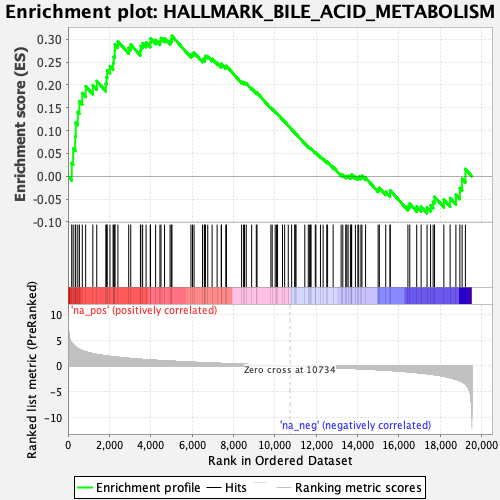 Enrichment plot: HALLMARK_BILE_ACID_METABOLISM
Enrichment score (ES)
0.30
0.25
0.20
0.15
0.10
0.05
0.00
-0.05
-0.10
'na_pos' (positively correlated)
Ranked list metric (PreRanked)
10
5
0
-5
-10
Zero cross at 10734
'na_neg' (negatively correlated)
0 2,000 4,000 6,000 8,000 10,000 12,000 14,000 16,000 18,000 20,000
Rank in Ordered Dataset
Enrichment profile Hits Ranking metric scores